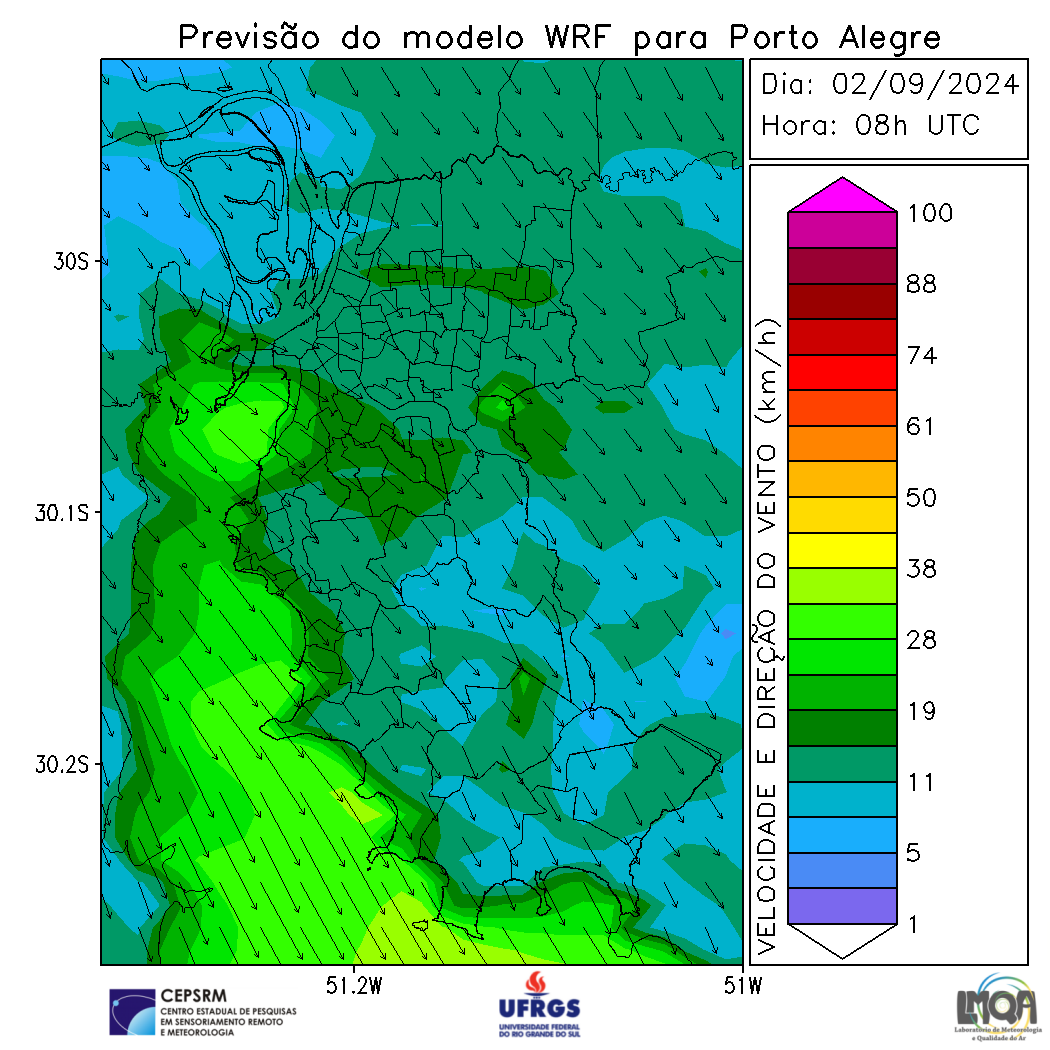 Previsão do modelo WRF para Porto Alegre
Dia: 02/09/2024
Hora: 08h UTC
30S
30.1S
30.2S
51.2W
51W
VELOCIDADE E DIREÇÃO DO VENTO (km/h)
100
88
74
61
50
38
28
19
11
5
1
CEPSRM
CENTRO ESTADUAL DE PESQUISAS
EM SENSORIAMENTO REMOTO
E METEOROLOGIA
UFRGS
UNIVERSIDADE FEDERAL
DO RIO GRANDE DO SUL
LMQA
Laboratório de Meteorologia
e Qualidade do Ar